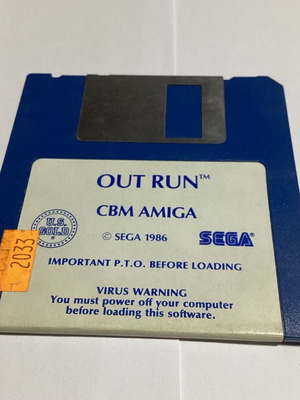 OUT RUN™
CBM AMIGA
U.S. GOLD
© SEGA 1986
SEGA
2033
IMPORTANT P.T.O. BEFORE LOADING
VIRUS WARNING
You must power off your computer
before loading this software.